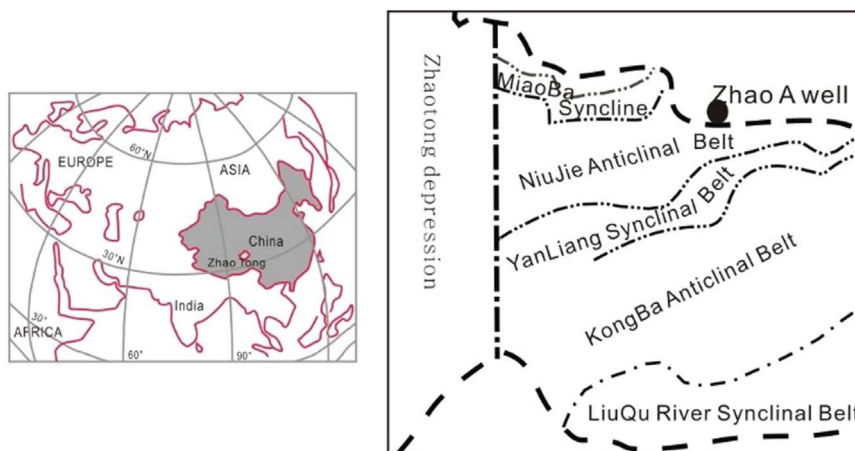 EUROPE
ASIA
60°N
China
Zhao Tong
30°N
India
30°
AFRICA
60°
90°
Zhaotong depression
MiaoBa
Syncline
Zhao A well
NiuJie Anticlinal Belt
YanLiang Synclinal Belt
KongBa Anticlinal Belt
LiuQu River Synclinal Belt